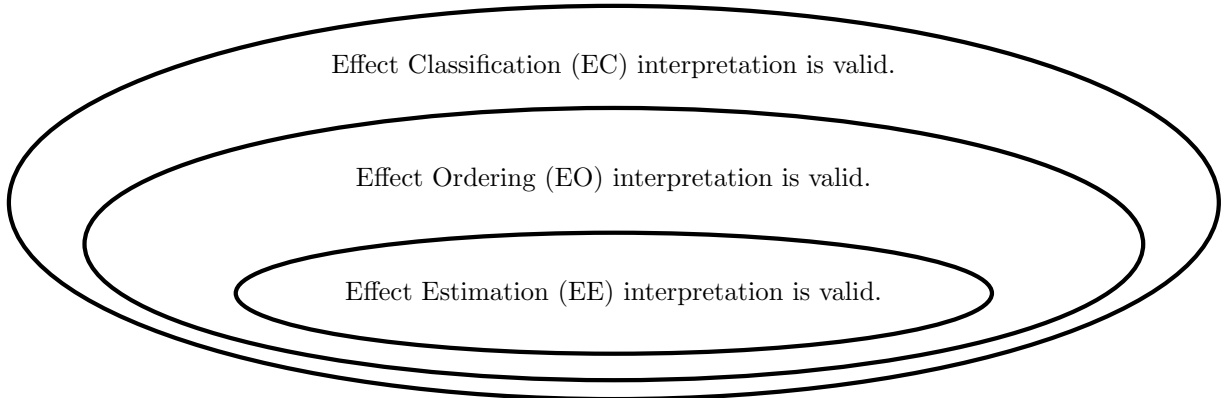 Effect Classification (EC) interpretation is valid.
Effect Ordering (EO) interpretation is valid.
Effect Estimation (EE) interpretation is valid.